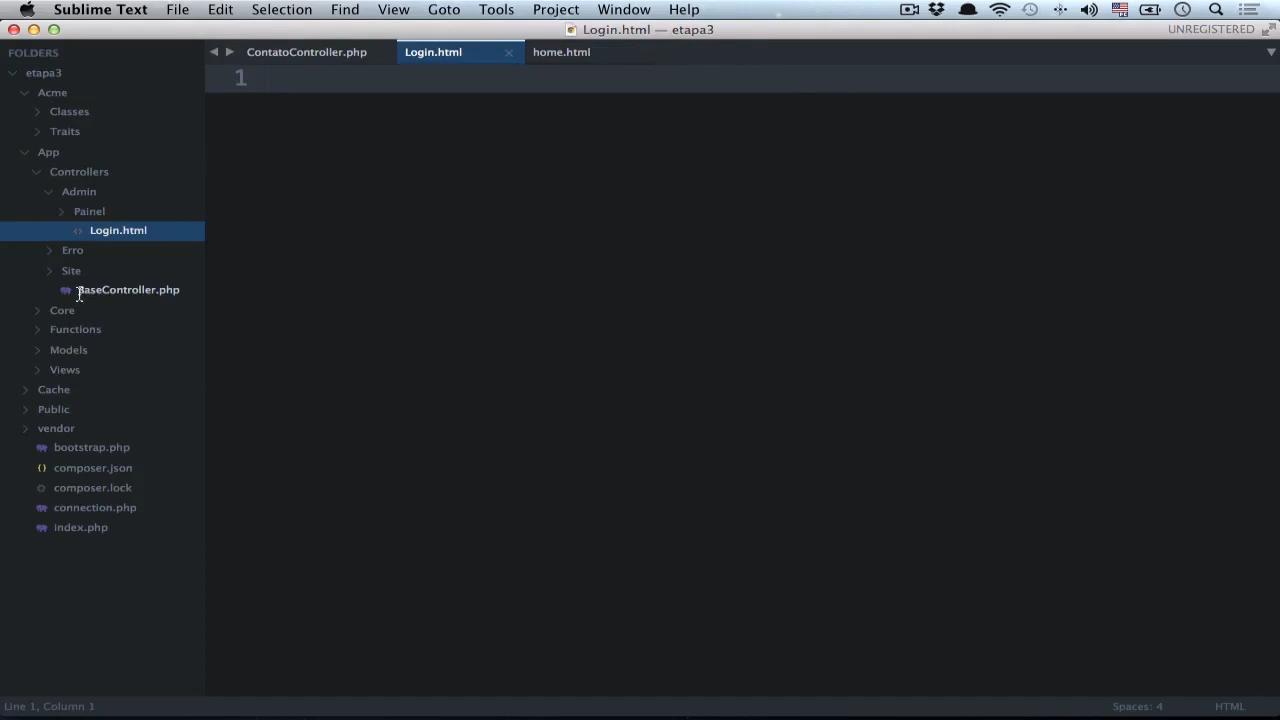 Sublime Text File Edit Selection Find View Goto Tools Project Window Help
Login.html — etapa3 UNREGISTERED
FOLDERS
ContatoController.php Login.html home.html
etapa3
1
Acme
Classes
Traits
App
Controllers
Admin
Painel
Login.html
Erro
Site
BaseController.php
Core
Functions
Models
Views
Cache
Public
vendor
bootstrap.php
composer.json
composer.lock
connection.php
index.php
Line 1, Column 1 Spaces: 4 HTML